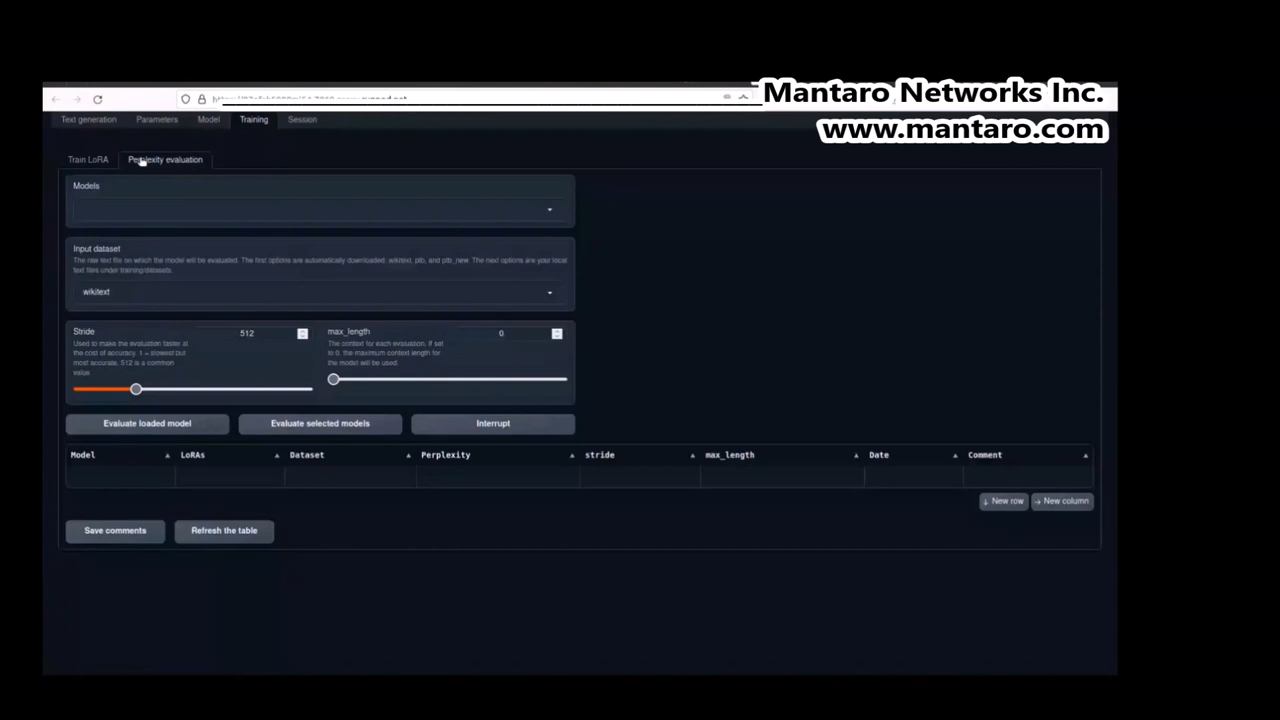 Mantaro Networks Inc.
www.mantaro.com
Text generation Parameters Model Training Session
Train LoRA Perplexity evaluation
Models
Input dataset
The raw text file on which the model will be evaluated. The first options are automatically downloaded: wikitext, ptb, and ptb_new. The next options are your local
text files under training/datasets.
wikitext
Stride 512
Used to make the evaluation faster at
the cost of accuracy. 1 = slowest but
most accurate. 512 is a common
value.
max_length 0
The context for each evaluation. If set
to 0, the maximum context length for
the model will be used.
Evaluate loaded model Evaluate selected models Interrupt
Model LoRAs Dataset Perplexity stride max_length Date Comment
↓ New row → New column
Save comments Refresh the table